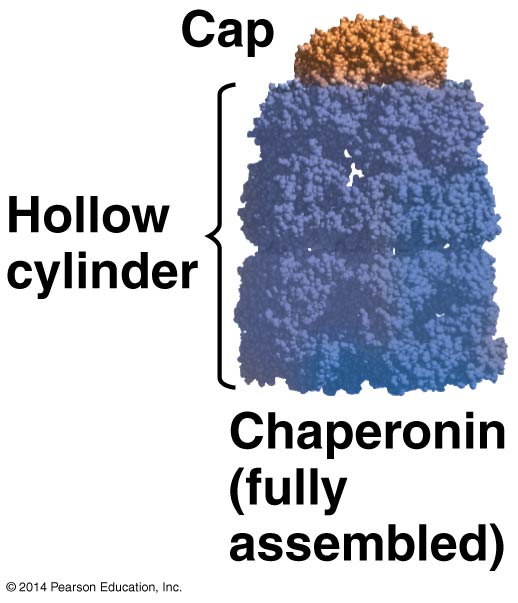 Cap
Hollow
cylinder
Chaperonin
(fully
assembled)
© 2014 Pearson Education, Inc.